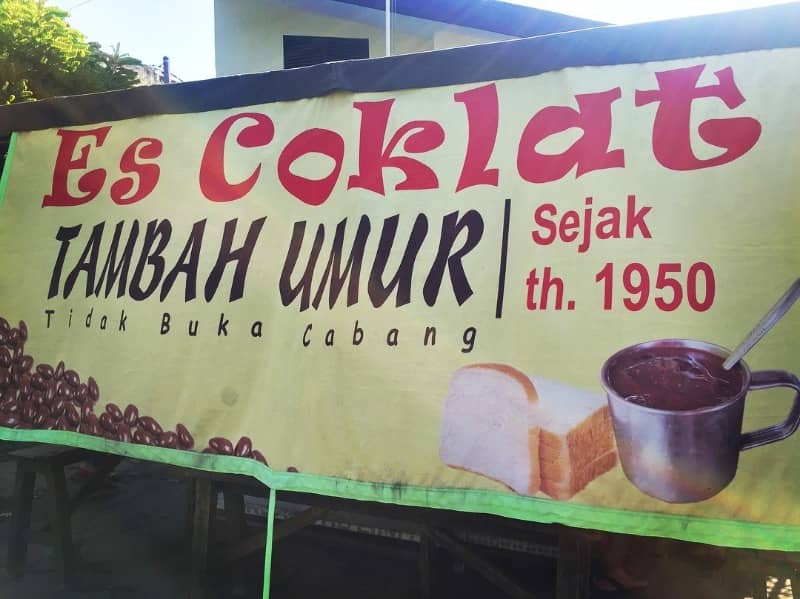 Es Coklat
TAMBAH UMUR
Tidak Buka Cabang
Sejak
th. 1950